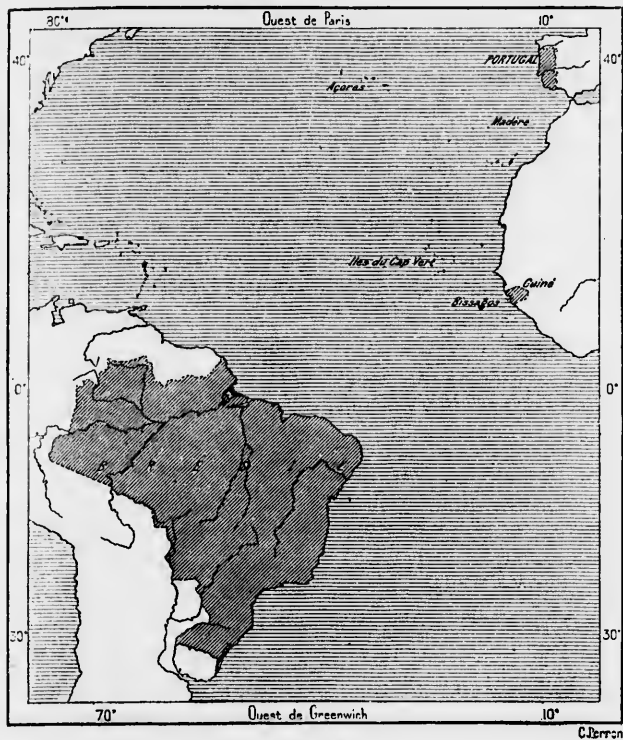 80° Ouest de Paris 10°
40° PORTUGAL 40°
Açores
Madère
Iles du Cap Vert
Guiné
Bissagos
0° 0°
B R É S I L
30° 30°
70° Ouest de Greenwich 10°
C.Perron